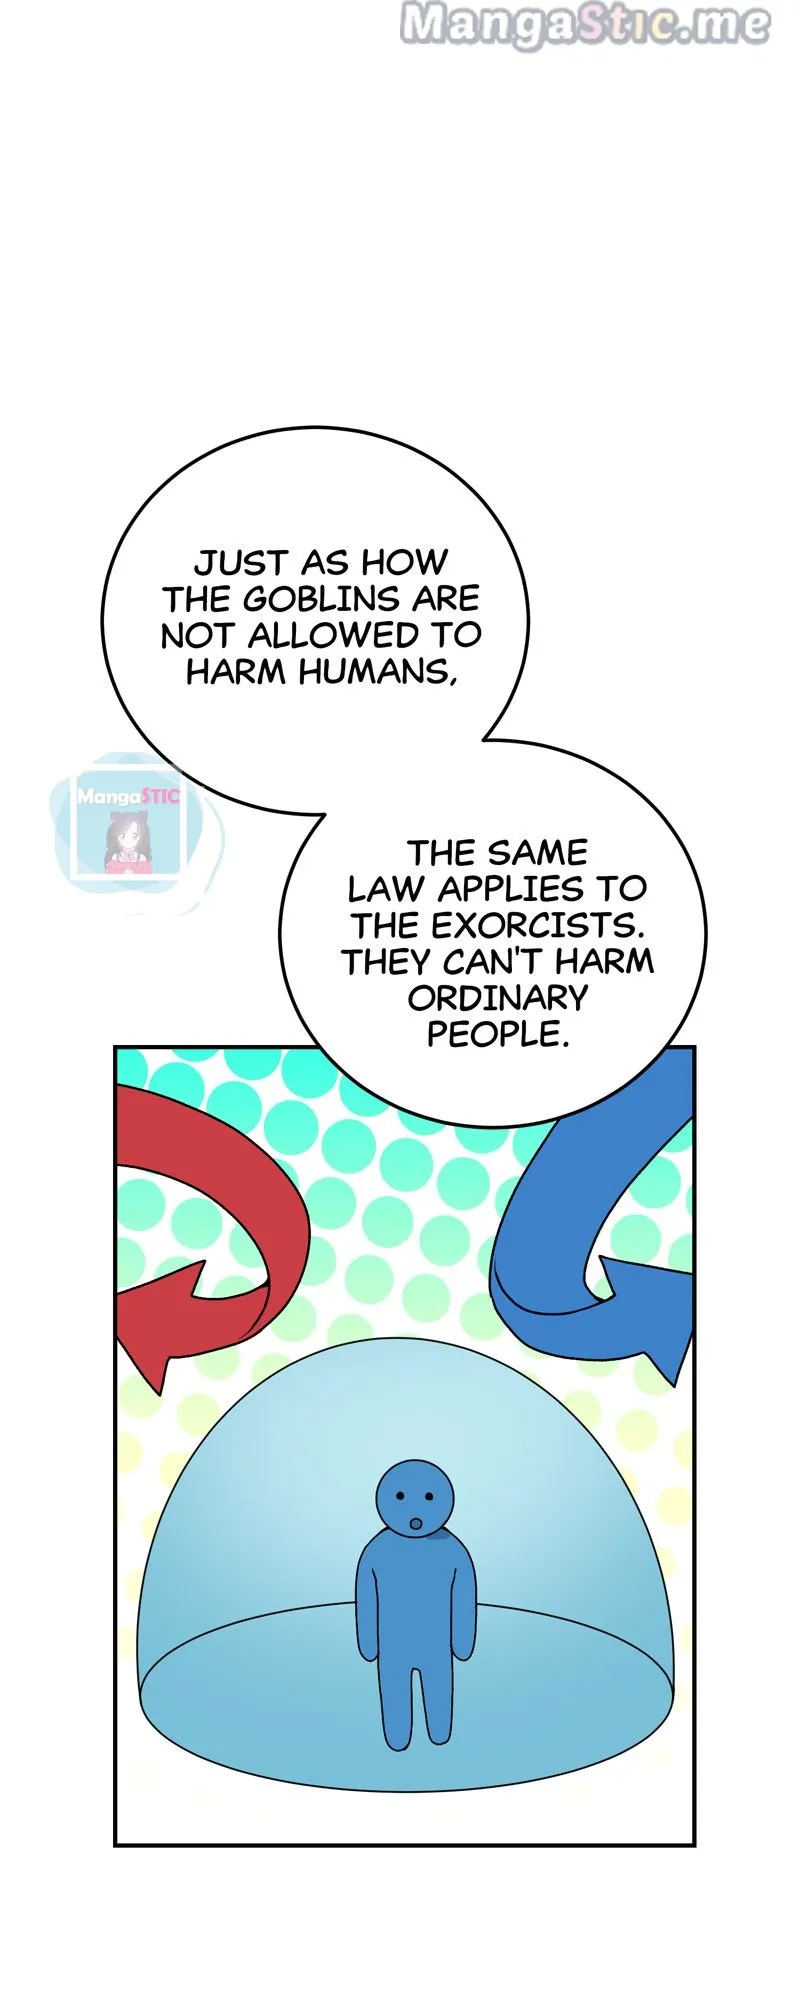 MangaStic.me
JUST AS HOW
THE GOBLINS ARE
NOT ALLOWED TO
HARM HUMANS,
MangaSTIC
THE SAME
LAW APPLIES TO
THE EXORCISTS.
THEY CAN'T HARM
ORDINARY
PEOPLE.